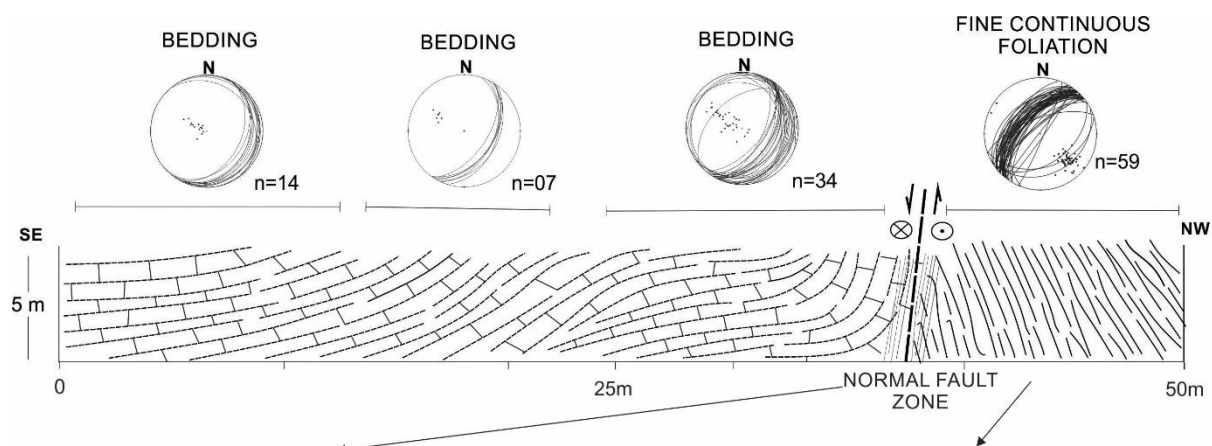 BEDDING
N
n=14
BEDDING
N
n=07
BEDDING
N
n=34
FINE CONTINUOUS
FOLIATION
N
n=59
SE
NW
5 m
0
25m
NORMAL FAULT
ZONE
50m